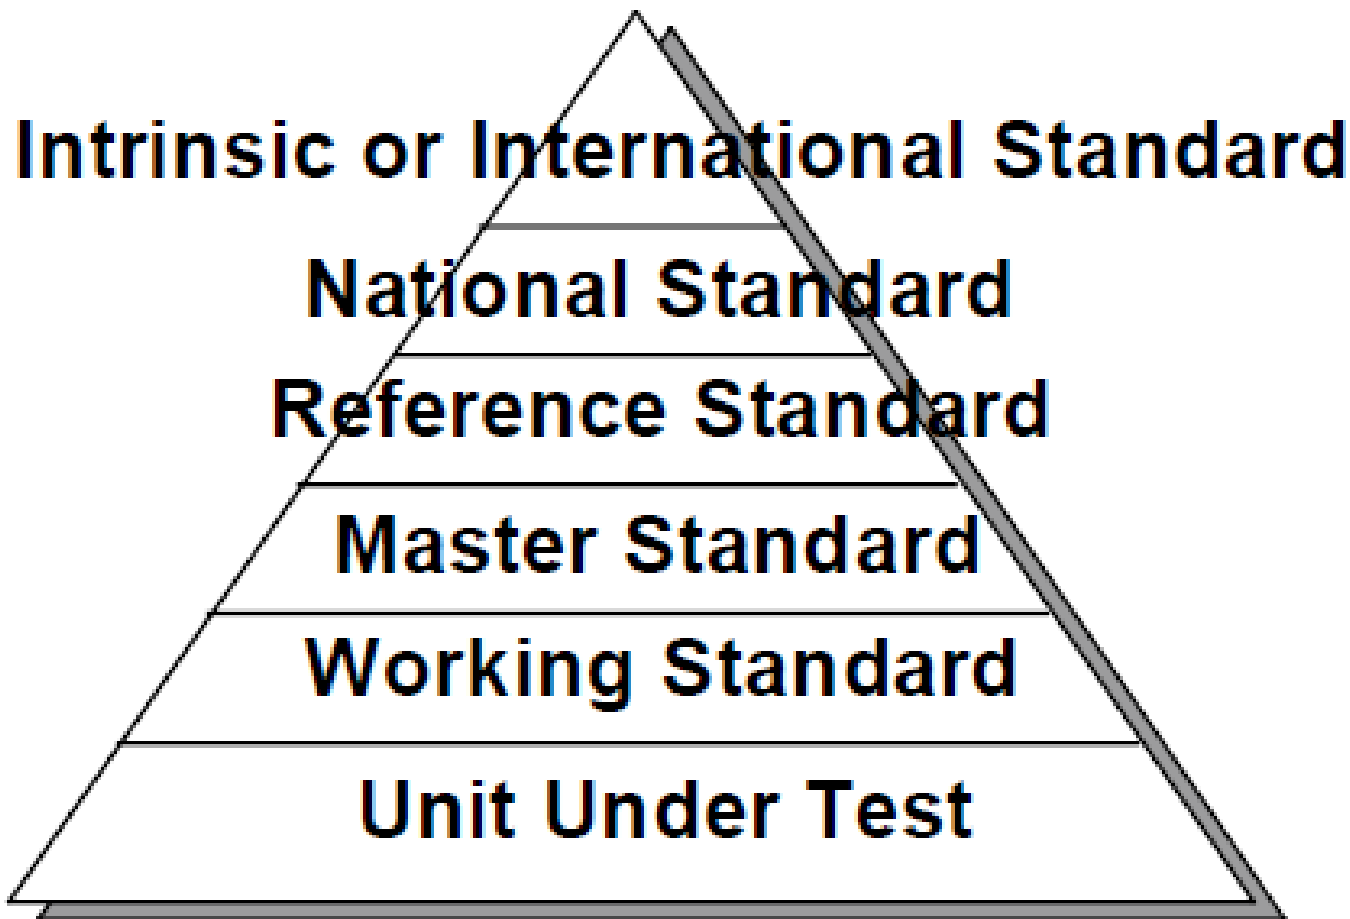 Intrinsic or International Standard
National Standard
Reference Standard
Master Standard
Working Standard
Unit Under Test